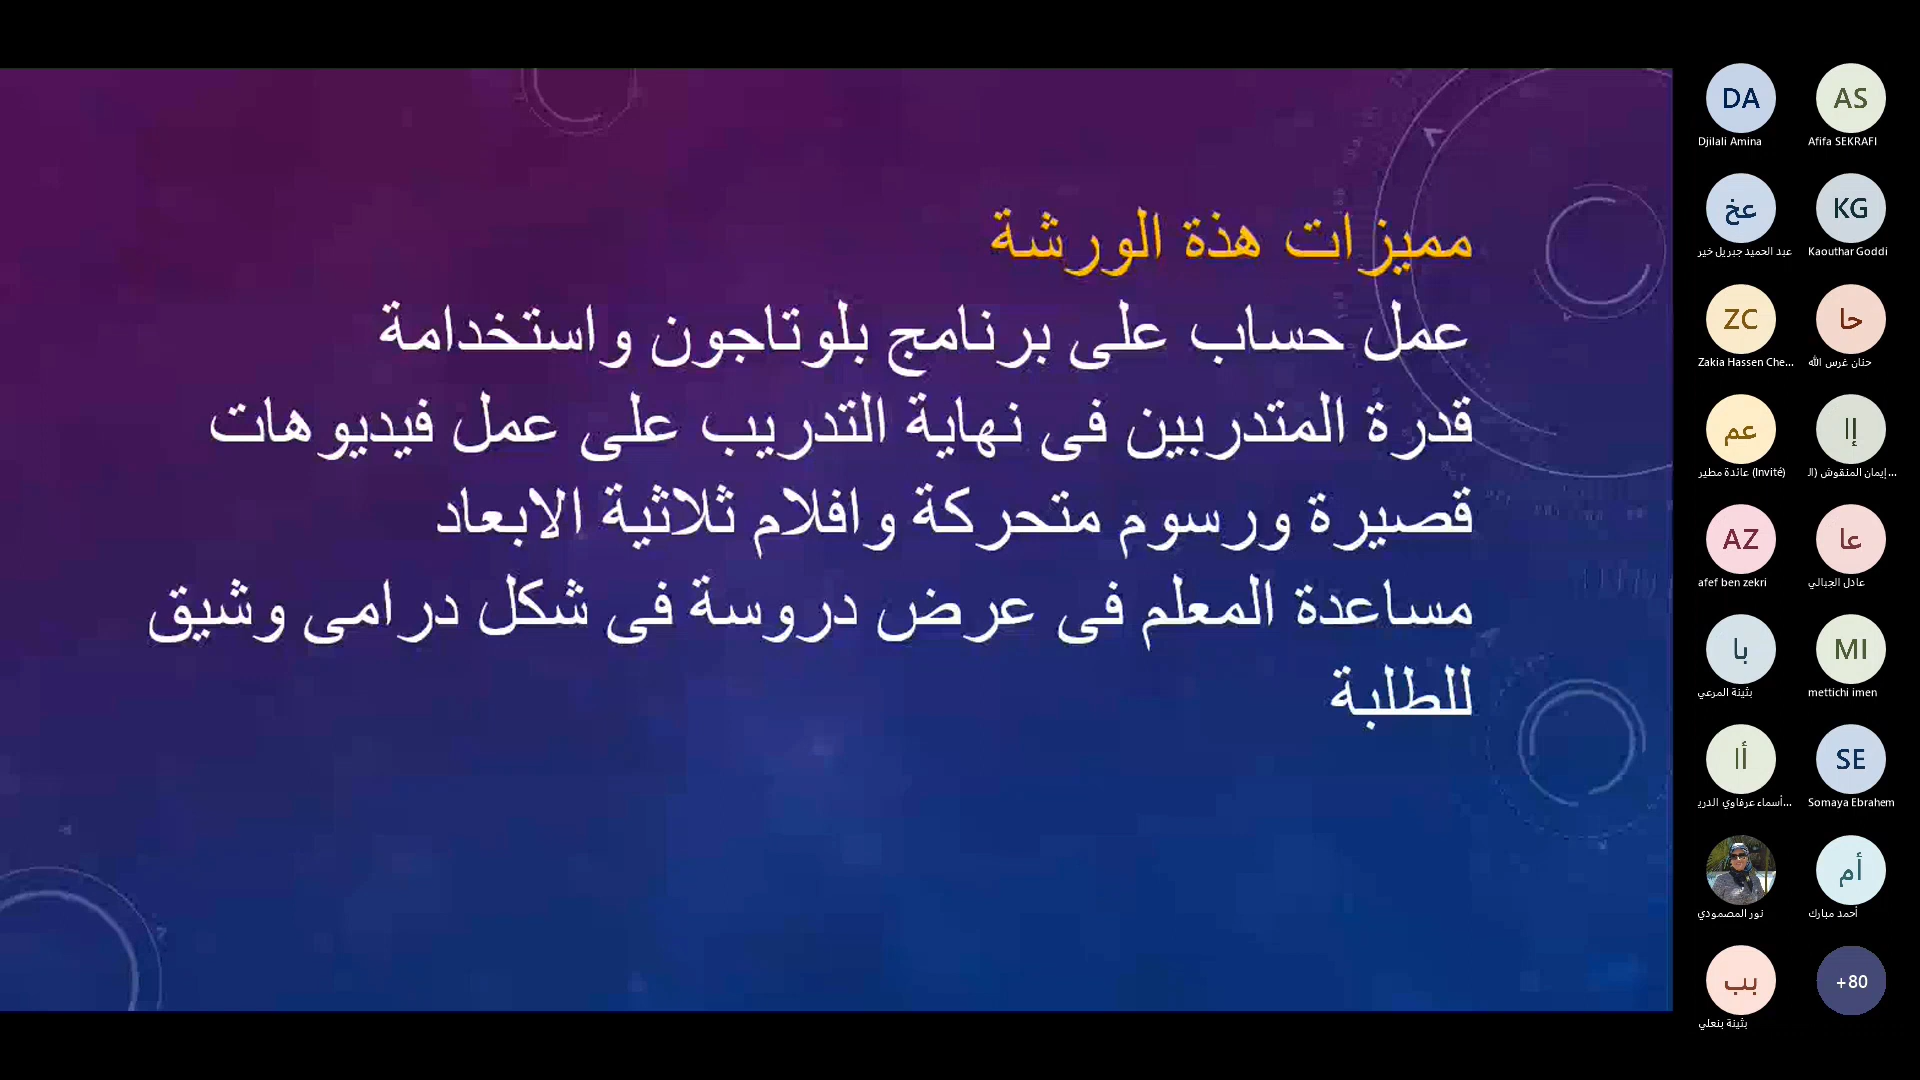 مميزات هذة الورشة
عمل حساب على برنامج بلوتاجون واستخدامة
قدرة المتدربين فى نهاية التدريب على عمل فيديوهات
قصيرة ورسوم متحركة وافلام ثلاثية الابعاد
مساعدة المعلم فى عرض دروسة فى شكل درامى وشيق
للطلبة
DA
Djilali Amina
AS
Afifa SEKRAFI
عخ
عبد الحميد جبريل خير
KG
Kaouthar Goddi
ZC
Zakia Hassen Che...
حا
حنان غرس الله
عم
عائدة مطير (Invité)
إا
إيمان المنقوش (ال...
AZ
afef ben zekri
عا
عادل الجبالي
با
بثينة المرعي
MI
mettichi imen
أا
أسماء عرفاوي الدري...
SE
Somaya Ebrahem
نور المصمودي
أم
أحمد مبارك
بب
بثينة بنعلي
+80